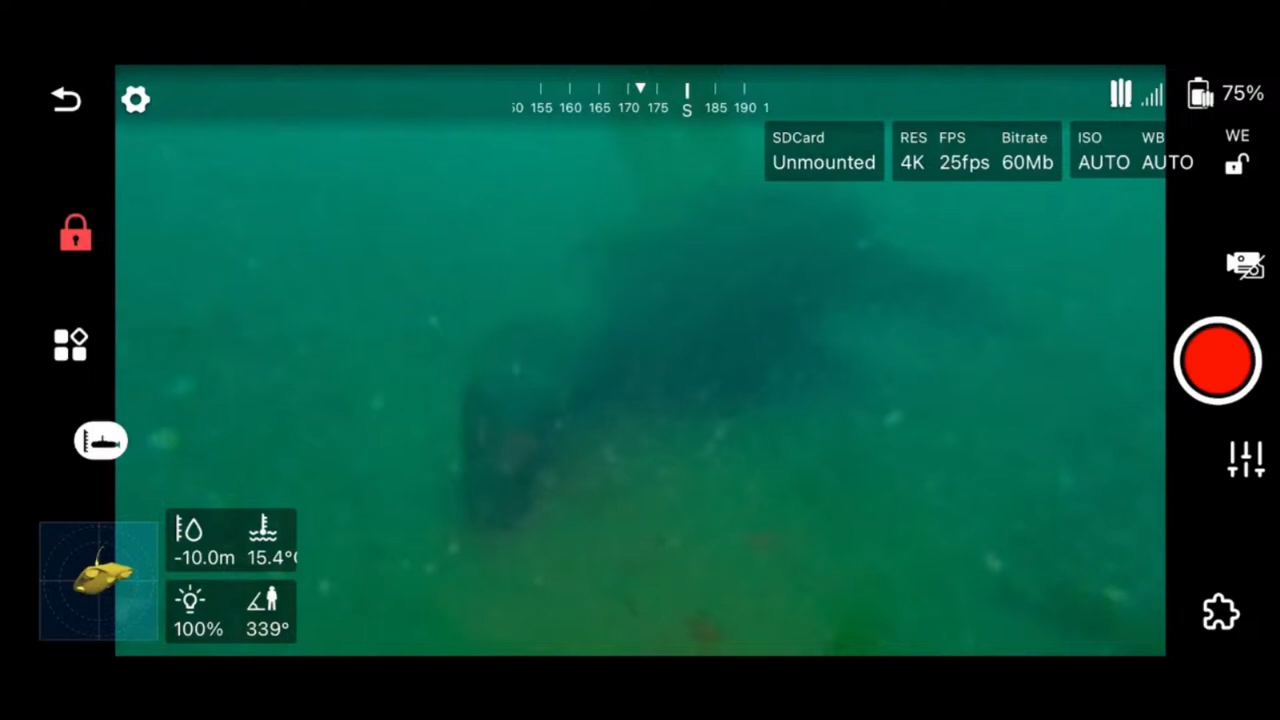 75%
50 155 160 165 170 175 S 185 190 1
SDCard
Unmounted
RES FPS Bitrate
4K 25fps 60Mb
ISO WB
AUTO AUTO
WE
-10.0m 15.4°C
100% 339°